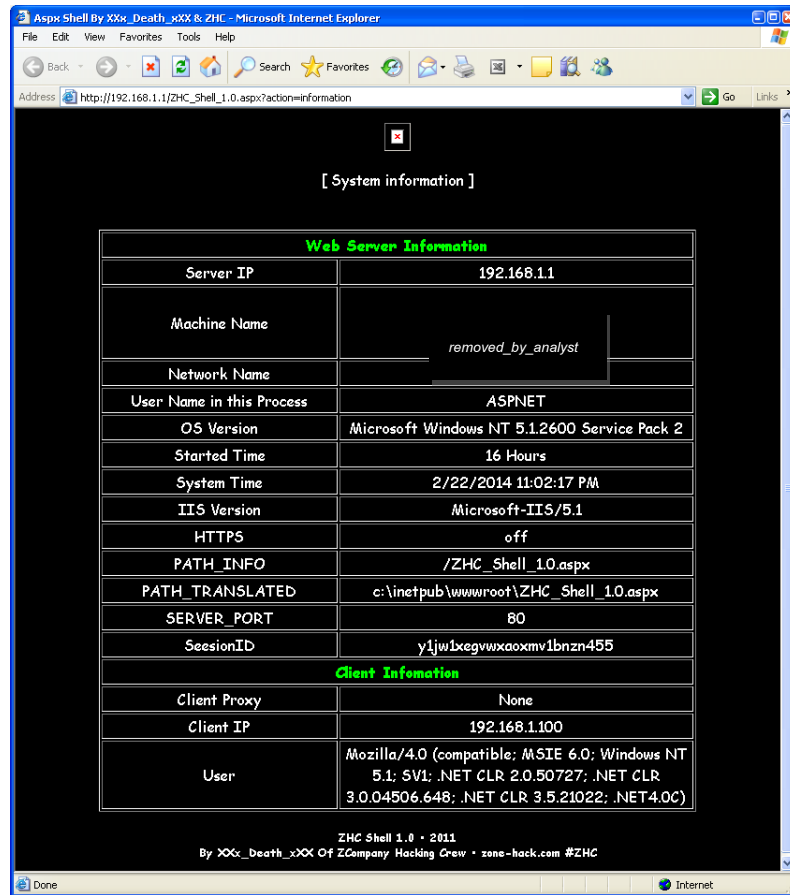 Aspx Shell By XXx_Death_xXX & ZHC - Microsoft Internet Explorer
File Edit View Favorites Tools Help
Back Search Favorites
Address http://192.168.1.1/ZHC_Shell_1.0.aspx?action=information Go Links
[ System information ]
Web Server Information
Server IP 192.168.1.1
Machine Name
removed_by_analyst
Network Name
User Name in this Process ASPNET
OS Version Microsoft Windows NT 5.1.2600 Service Pack 2
Started Time 16 Hours
System Time 2/22/2014 11:02:17 PM
IIS Version Microsoft-IIS/5.1
HTTPS off
PATH_INFO /ZHC_Shell_1.0.aspx
PATH_TRANSLATED c:\inetpub\wwwroot\ZHC_Shell_1.0.aspx
SERVER_PORT 80
SeesionID y1jw1xegvwxaoxmv1bnzn455
Client Infomation
Client Proxy None
Client IP 192.168.1.100
User Mozilla/4.0 (compatible; MSIE 6.0; Windows NT
5.1; SV1; .NET CLR 2.0.50727; .NET CLR
3.0.04506.648; .NET CLR 3.5.21022; .NET4.0C)
ZHC Shell 1.0 • 2011
By XXx_Death_xXX Of ZCompany Hacking Crew • zone-hack.com #ZHC
Done Internet